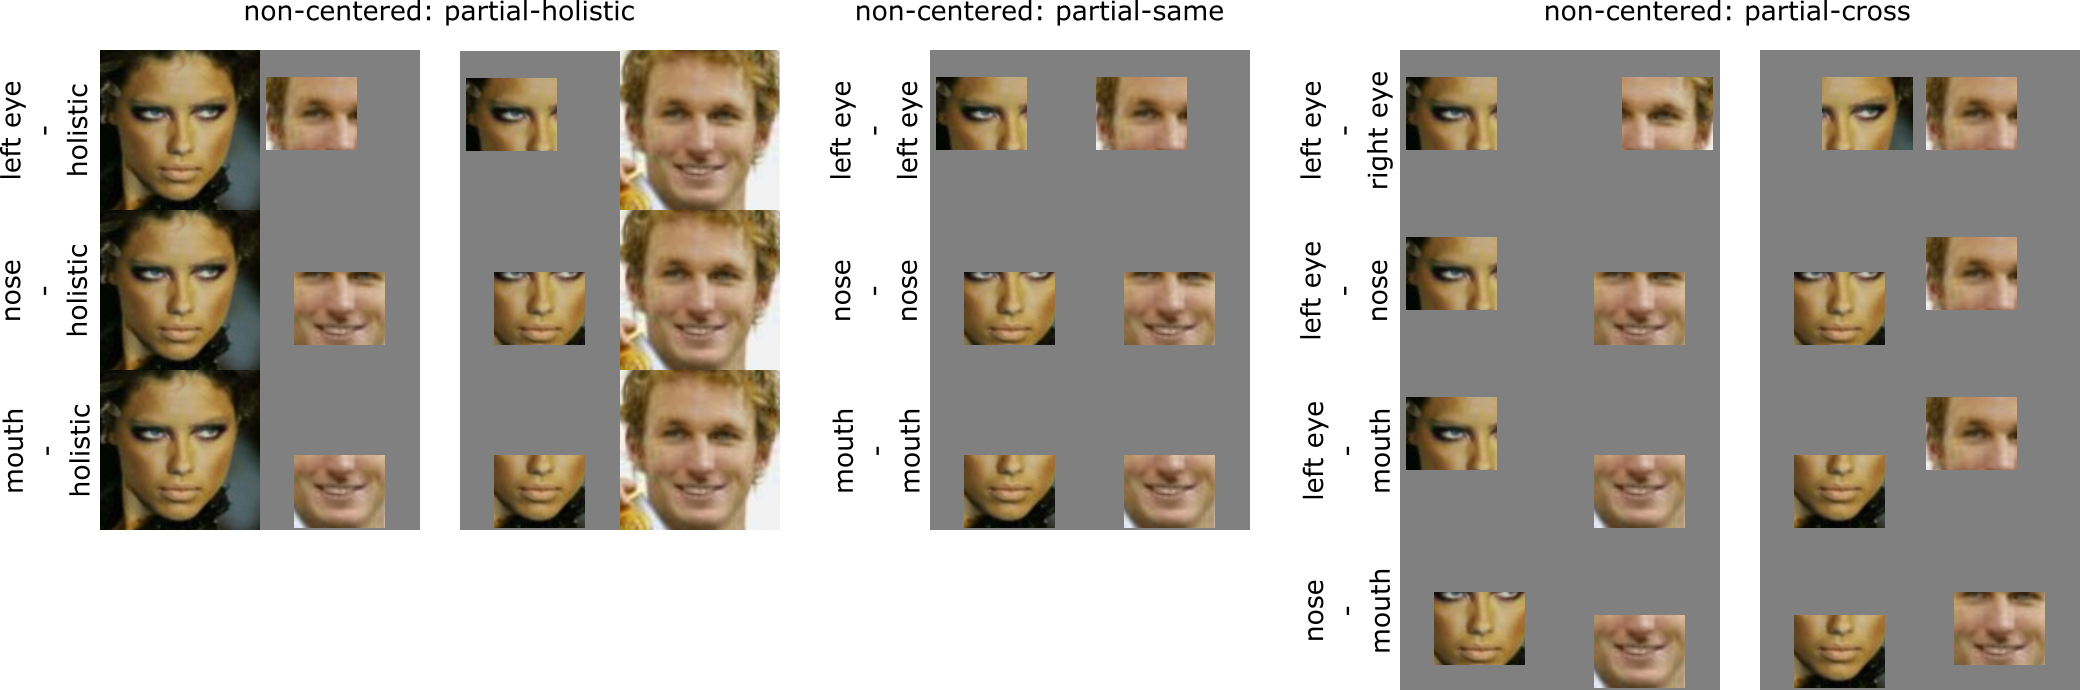 non-centered: partial-holistic
left eye
-
holistic
nose
-
holistic
mouth
-
holistic
non-centered: partial-same
left eye
-
left eye
nose
-
nose
mouth
-
mouth
non-centered: partial-cross
left eye
-
right eye
left eye
-
nose
left eye
-
mouth
nose
-
mouth